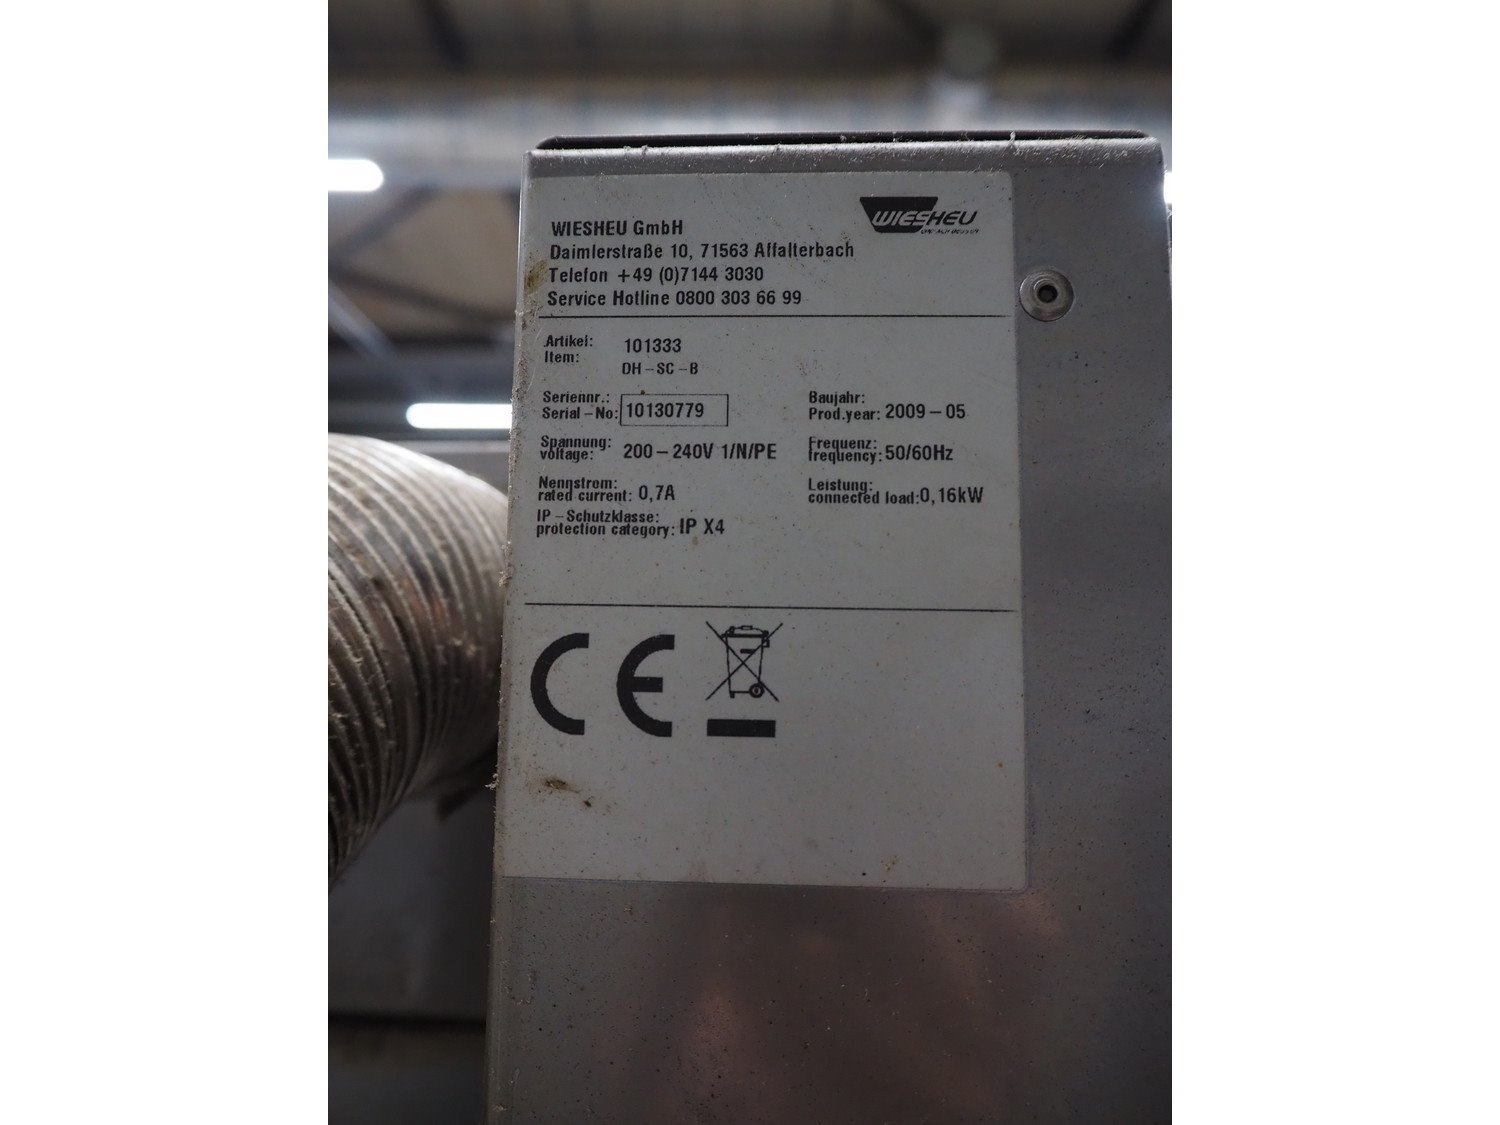 WIESHEU GmbH
WIESHEU
Daimlerstraße 10, 71563 Affalterbach
Telefon +49 (0)7144 3030
Service Hotline 0800 303 66 99
Artikel:
Item: 101333
DH-SC-B
Seriennr.:
Serial-No: 10130779
Baujahr:
Prod.year: 2009-05
Spannung:
voltage: 200-240V 1/N/PE
Frequenz:
frequency: 50/60Hz
Nennstrom:
rated current: 0,7A
Leistung:
connected load: 0,16kW
IP-Schutzklasse:
protection category: IP X4
CE